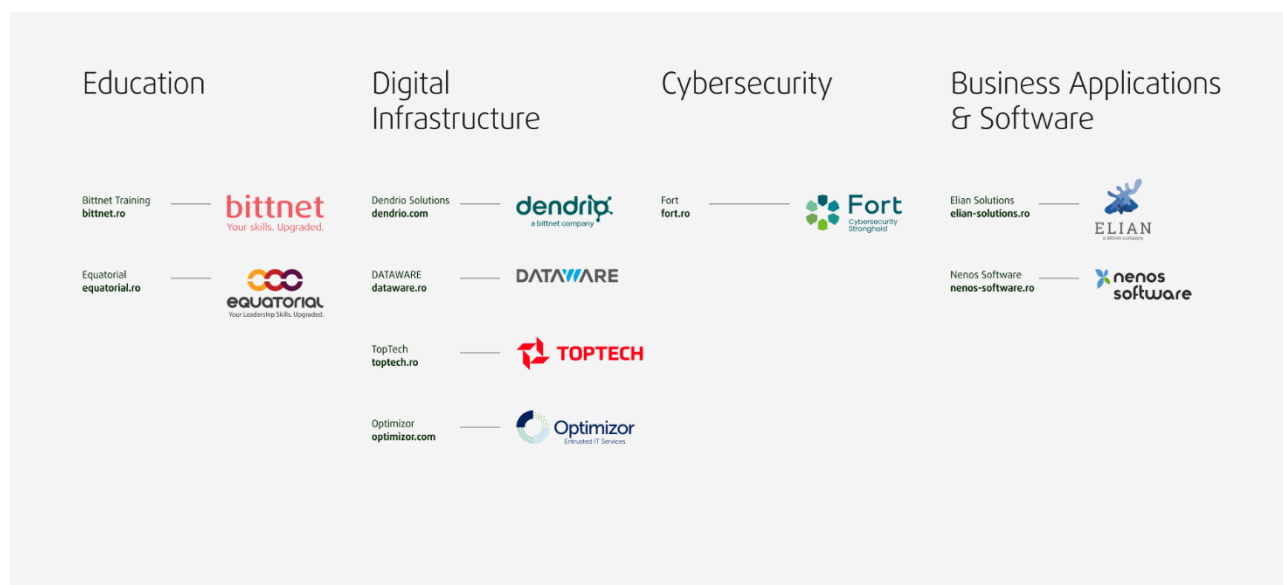 Education
Bittnet Training
bittnet.ro
bittnet
Your skills. Upgraded.
Equatorial
equatorial.ro
equatorial
Your Leadership Skills. Upgraded.
Digital
Infrastructure
Dendrio Solutions
dendrio.com
dendrio
a bittnet company
DATAWARE
dataware.ro
DATAWARE
TopTech
toptech.ro
TOPTECH
Optimizor
optimizor.com
Optimizor
Entrusted IT Services
Cybersecurity
Fort
fort.ro
Fort
Cybersecurity
Stronghold
Business Applications
& Software
Elian Solutions
elian-solutions.ro
ELIAN
a bittnet company
Nenos Software
nenos-software.ro
nenos
software